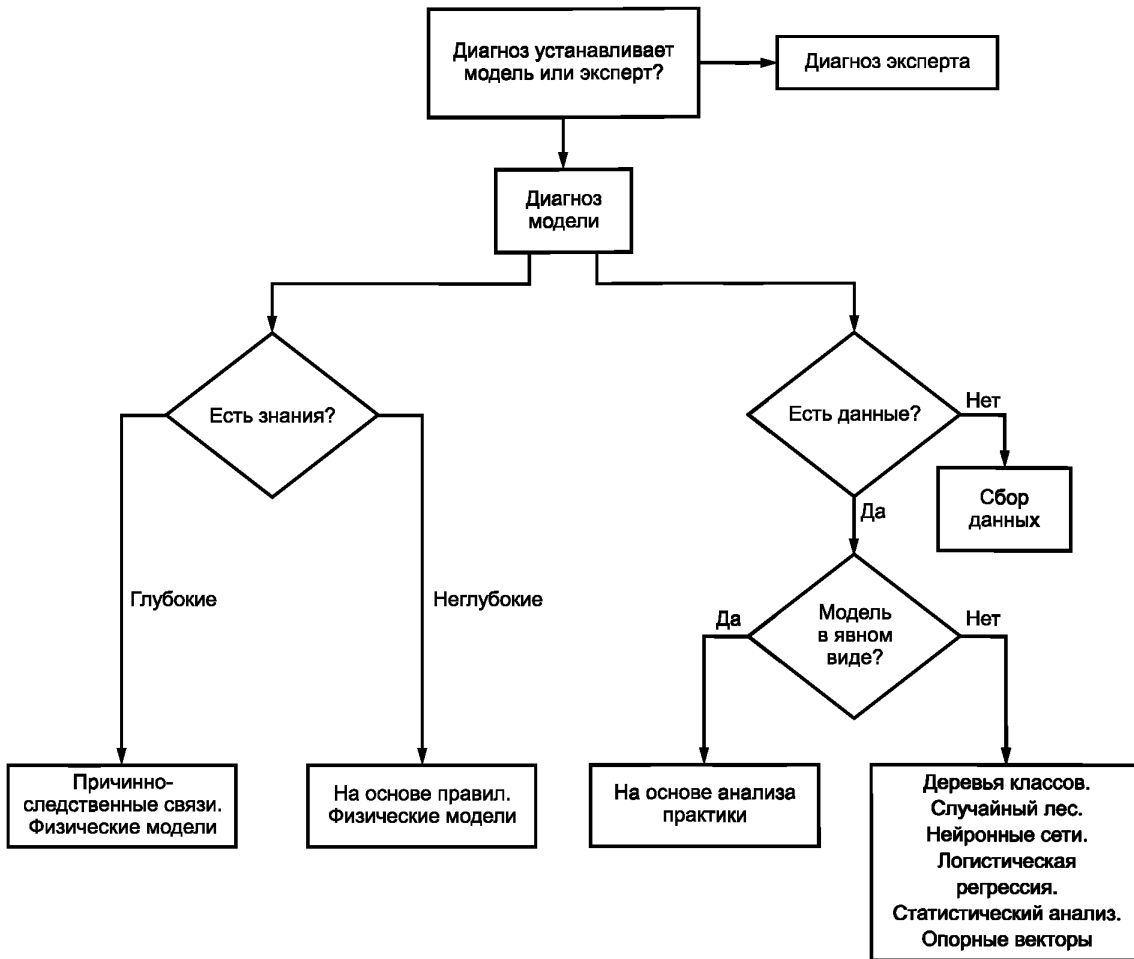 Диагноз устанавливает
модель или эксперт?
Диагноз эксперта
Диагноз
модели
Есть знания?
Есть данные?
Нет
Сбор
данных
Да
Глубокие
Неглубокие
Да
Модель
в явном
виде?
Нет
Причинно-
следственные связи.
Физические модели
На основе правил.
Физические модели
На основе анализа
практики
Деревья классов.
Случайный лес.
Нейронные сети.
Логистическая
регрессия.
Статистический анализ.
Опорные векторы